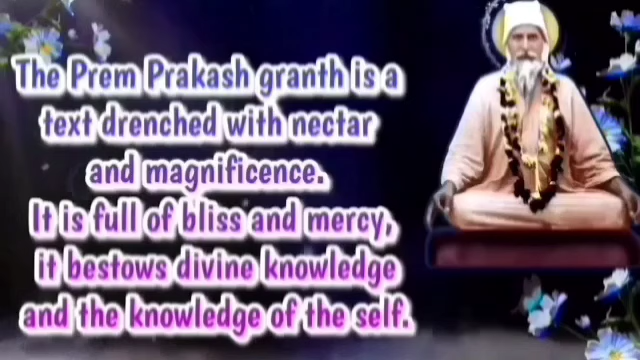 The Prem Prakash granth is a
text drenched with nectar
and magnificence.
It is full of bliss and mercy,
it bestows divine knowledge
and the knowledge of the self.